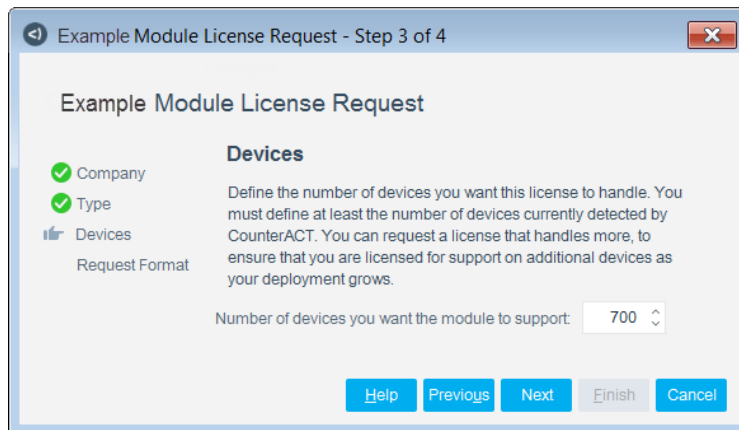 Example Module License Request - Step 3 of 4
Example Module License Request
Company
Type
Devices
Request Format
Devices
Define the number of devices you want this license to handle. You
must define at least the number of devices currently detected by
CounterACT. You can request a license that handles more, to
ensure that you are licensed for support on additional devices as
your deployment grows.
Number of devices you want the module to support: 700
Help Previous Next Finish Cancel